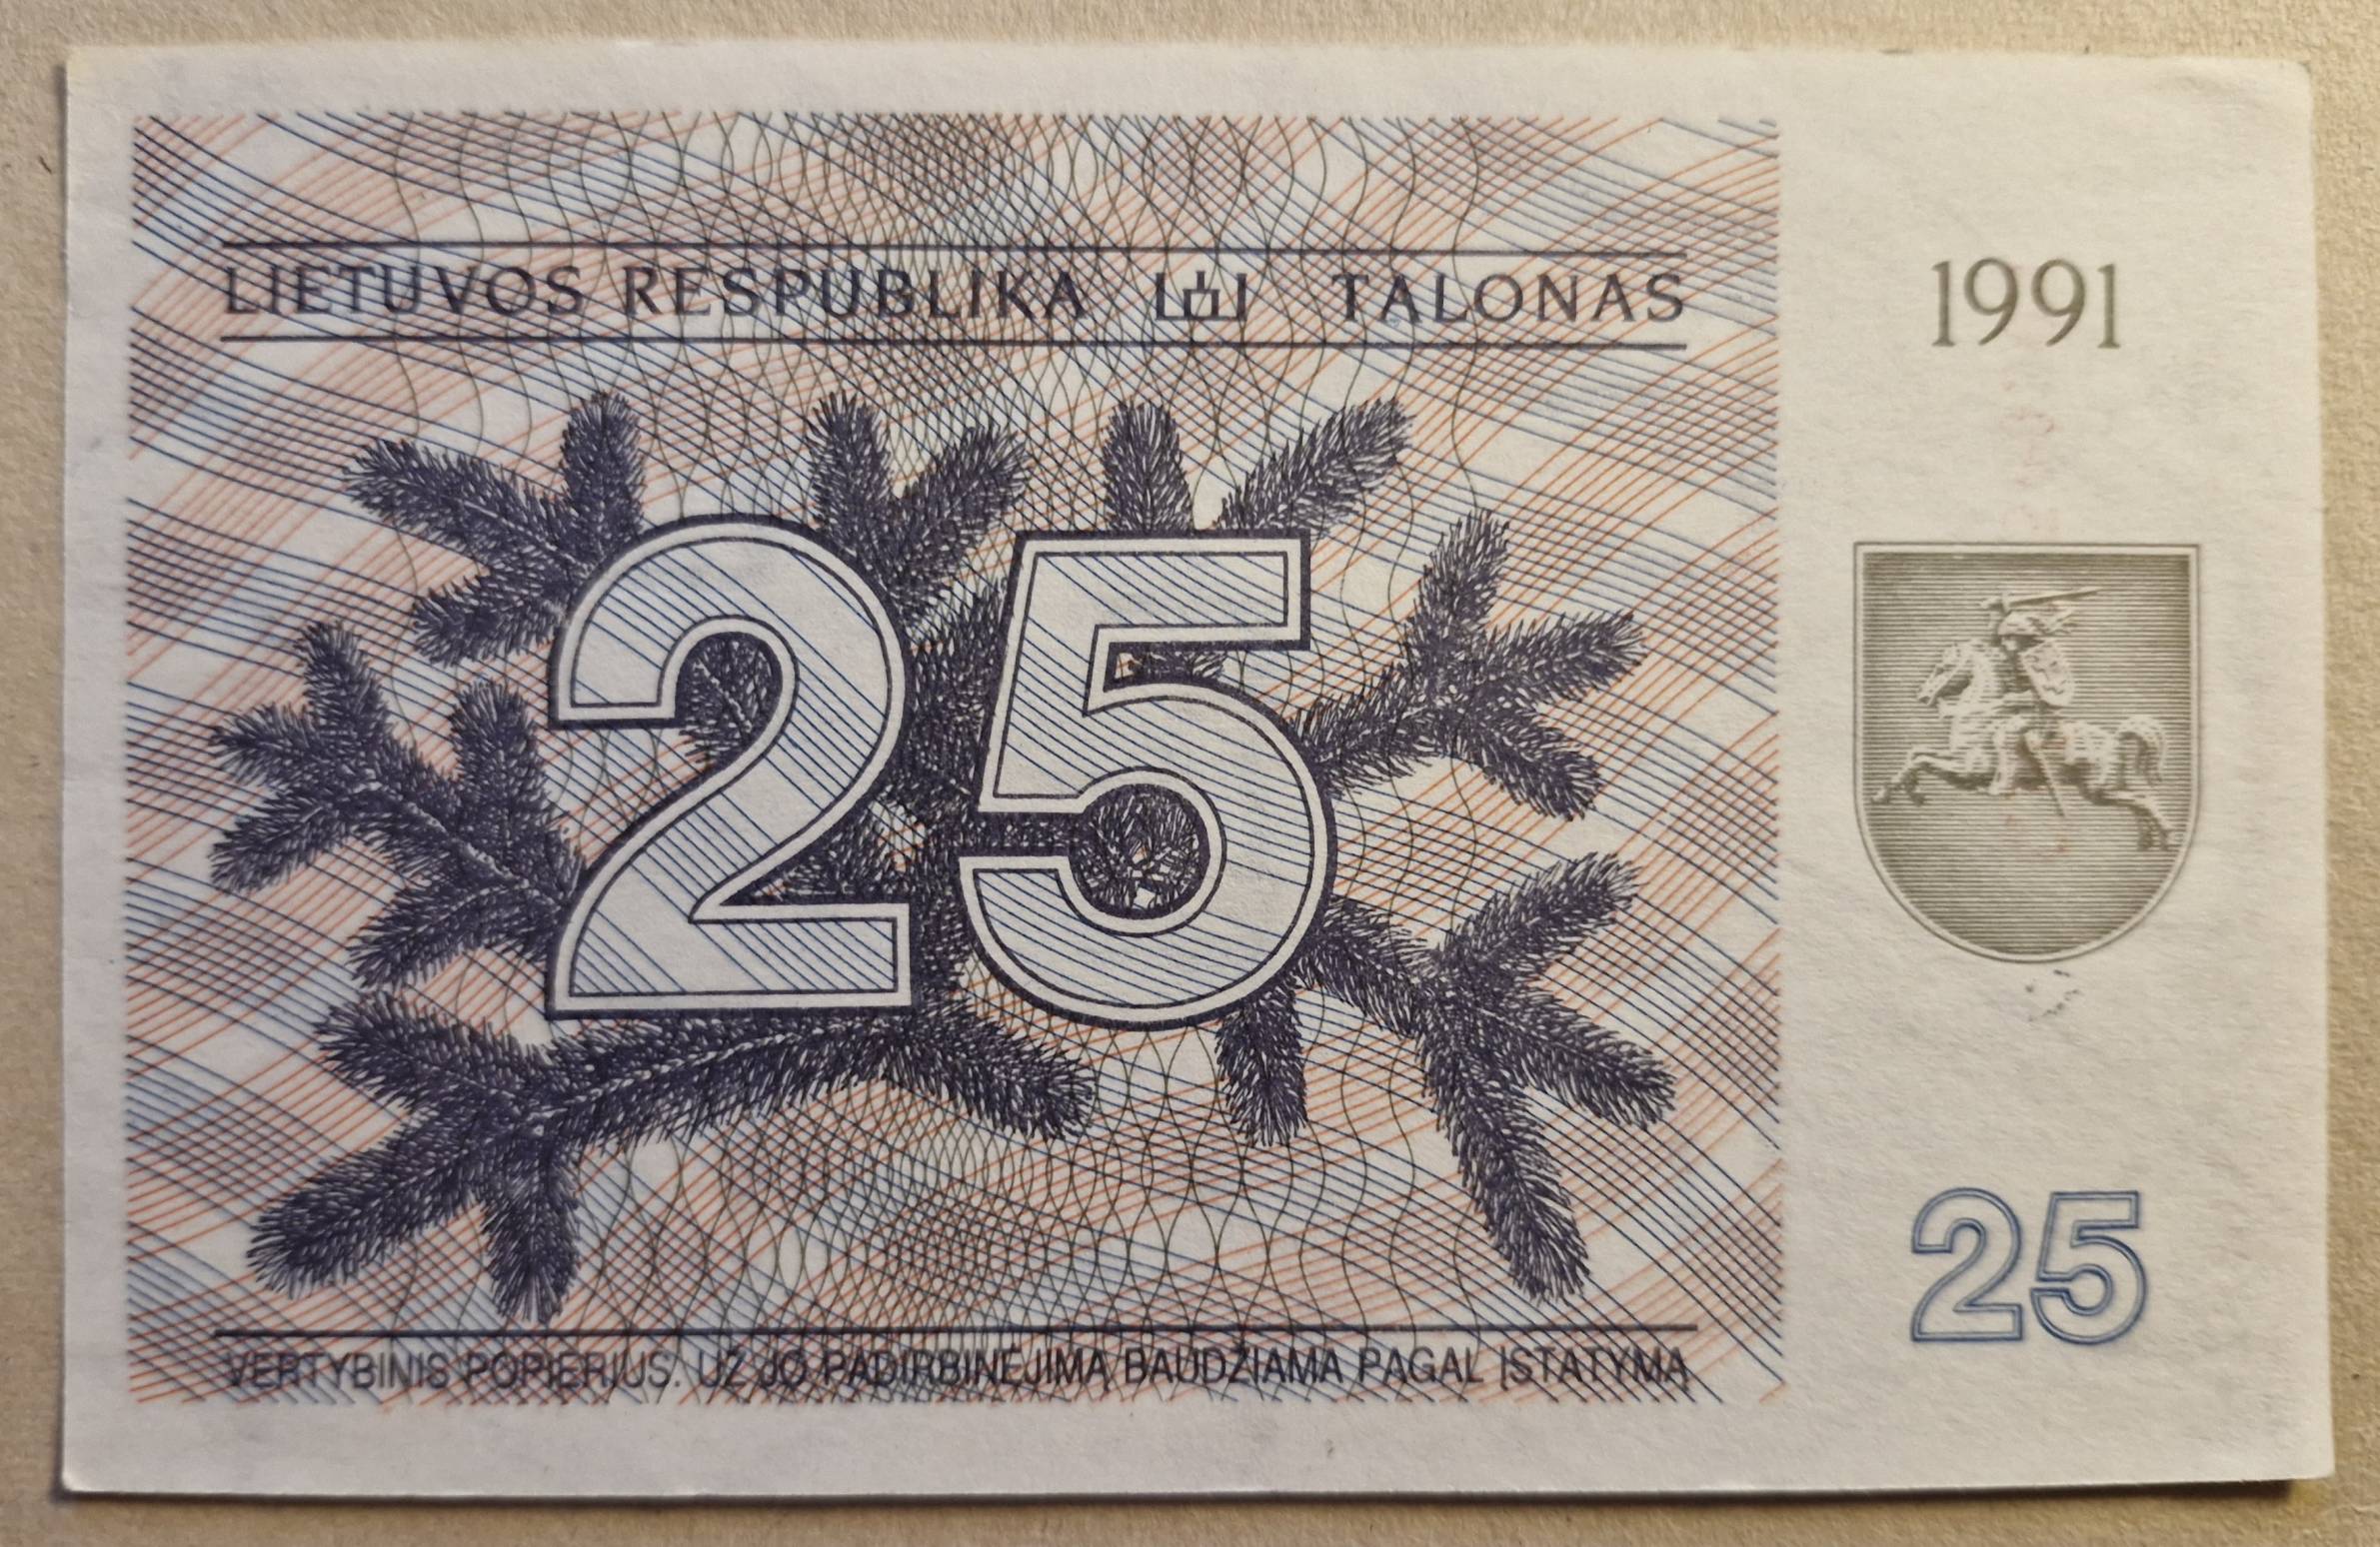 LIETUVOS RESPUBLIKA TALONAS
1991
25
25
VERTYBINIS POPIERIUS. UŽ JO PADIRBINĖJIMĄ BAUDŽIAMA PAGAL ĮSTATYMĄ